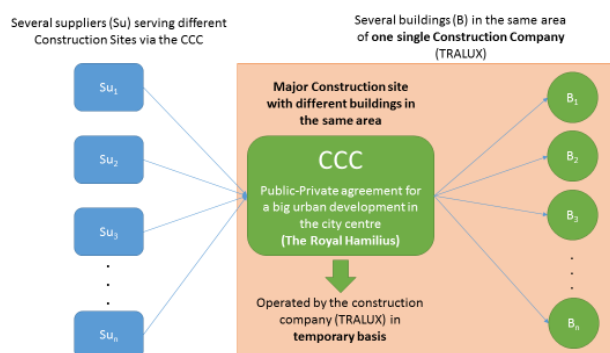 Several suppliers (Su) serving different
Construction Sites via the CCC
Several buildings (B) in the same area
of one single Construction Company
(TRALUX)
Su1
Su2
Su3
Sun
Major Construction site
with different buildings in
the same area
CCC
Public-Private agreement for
a big urban development in
the city centre
(The Royal Hamilius)
Operated by the construction
company (TRALUX) in
temporary basis
B1
B2
B3
Bn